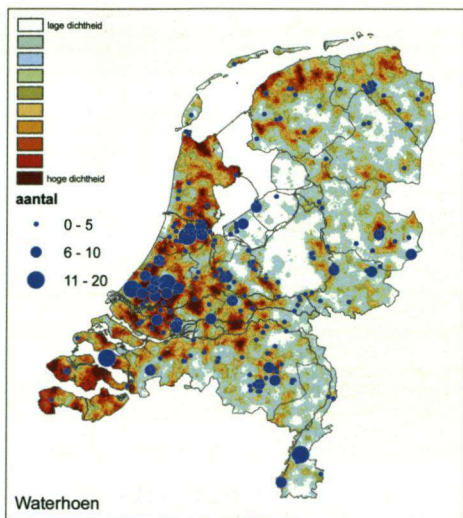 lage dichtheid
hoge dichtheid
aantal
0 - 5
6 - 10
11 - 20
Waterhoen